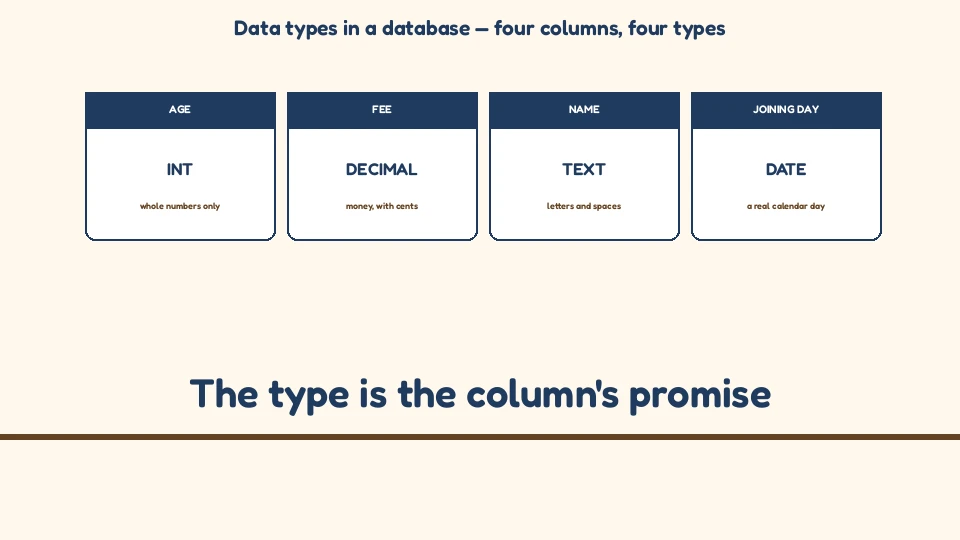 Data types in a database — four columns, four types
AGE
INT
whole numbers only
FEE
DECIMAL
money, with cents
NAME
TEXT
letters and spaces
JOINING DAY
DATE
a real calendar day
The type is the column's promise